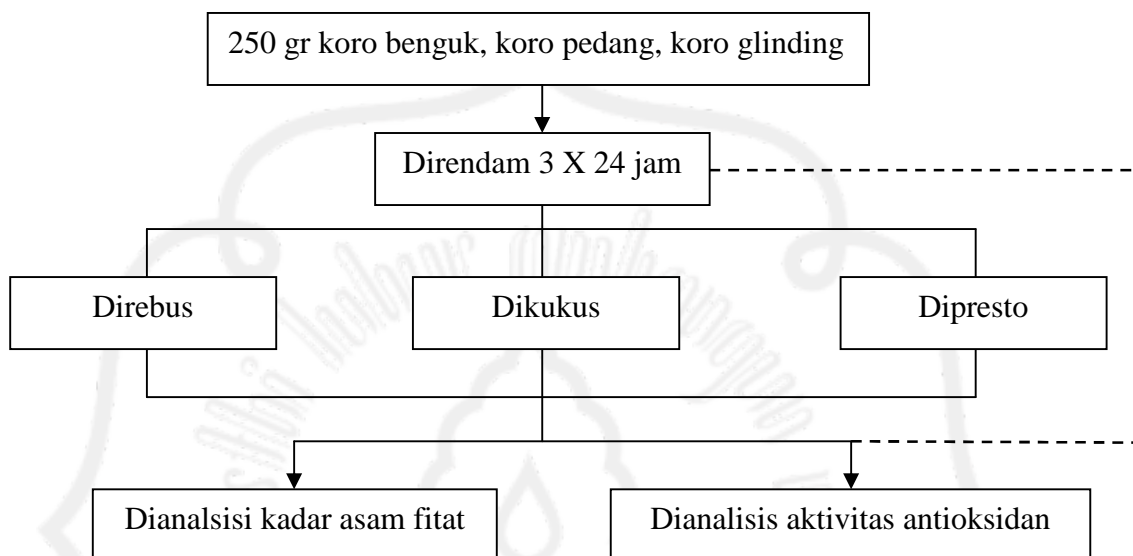 250 gr koro benguk, koro pedang, koro glinding
Direndam 3 X 24 jam
Direbus
Dikukus
Dipresto
Dianalsisi kadar asam fitat
Dianalisis aktivitas antioksidan